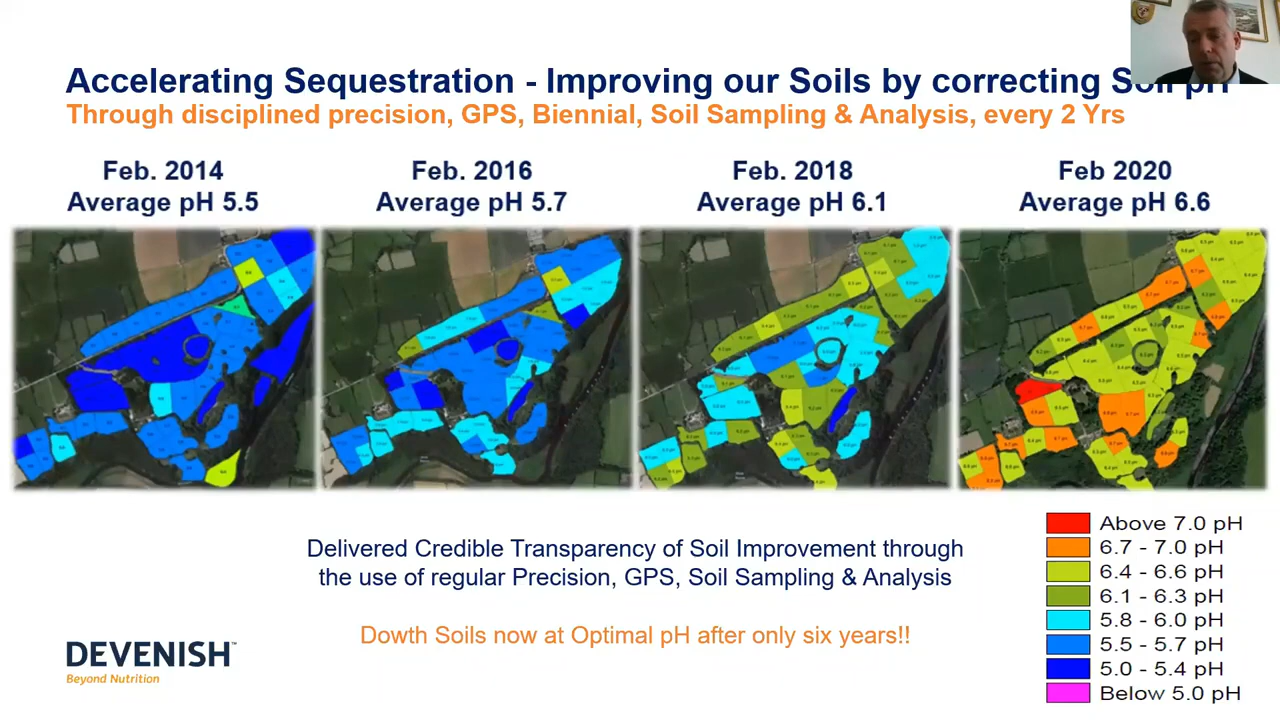 Accelerating Sequestration - Improving our Soils by correcting Soil pH
Through disciplined precision, GPS, Biennial, Soil Sampling & Analysis, every 2 Yrs
Feb. 2014
Average pH 5.5
Feb. 2016
Average pH 5.7
Feb. 2018
Average pH 6.1
Feb 2020
Average pH 6.6
Delivered Credible Transparency of Soil Improvement through
the use of regular Precision, GPS, Soil Sampling & Analysis
Dowth Soils now at Optimal pH after only six years!!
Above 7.0 pH
6.7 - 7.0 pH
6.4 - 6.6 pH
6.1 - 6.3 pH
5.8 - 6.0 pH
5.5 - 5.7 pH
5.0 - 5.4 pH
Below 5.0 pH
DEVENISH™
Beyond Nutrition